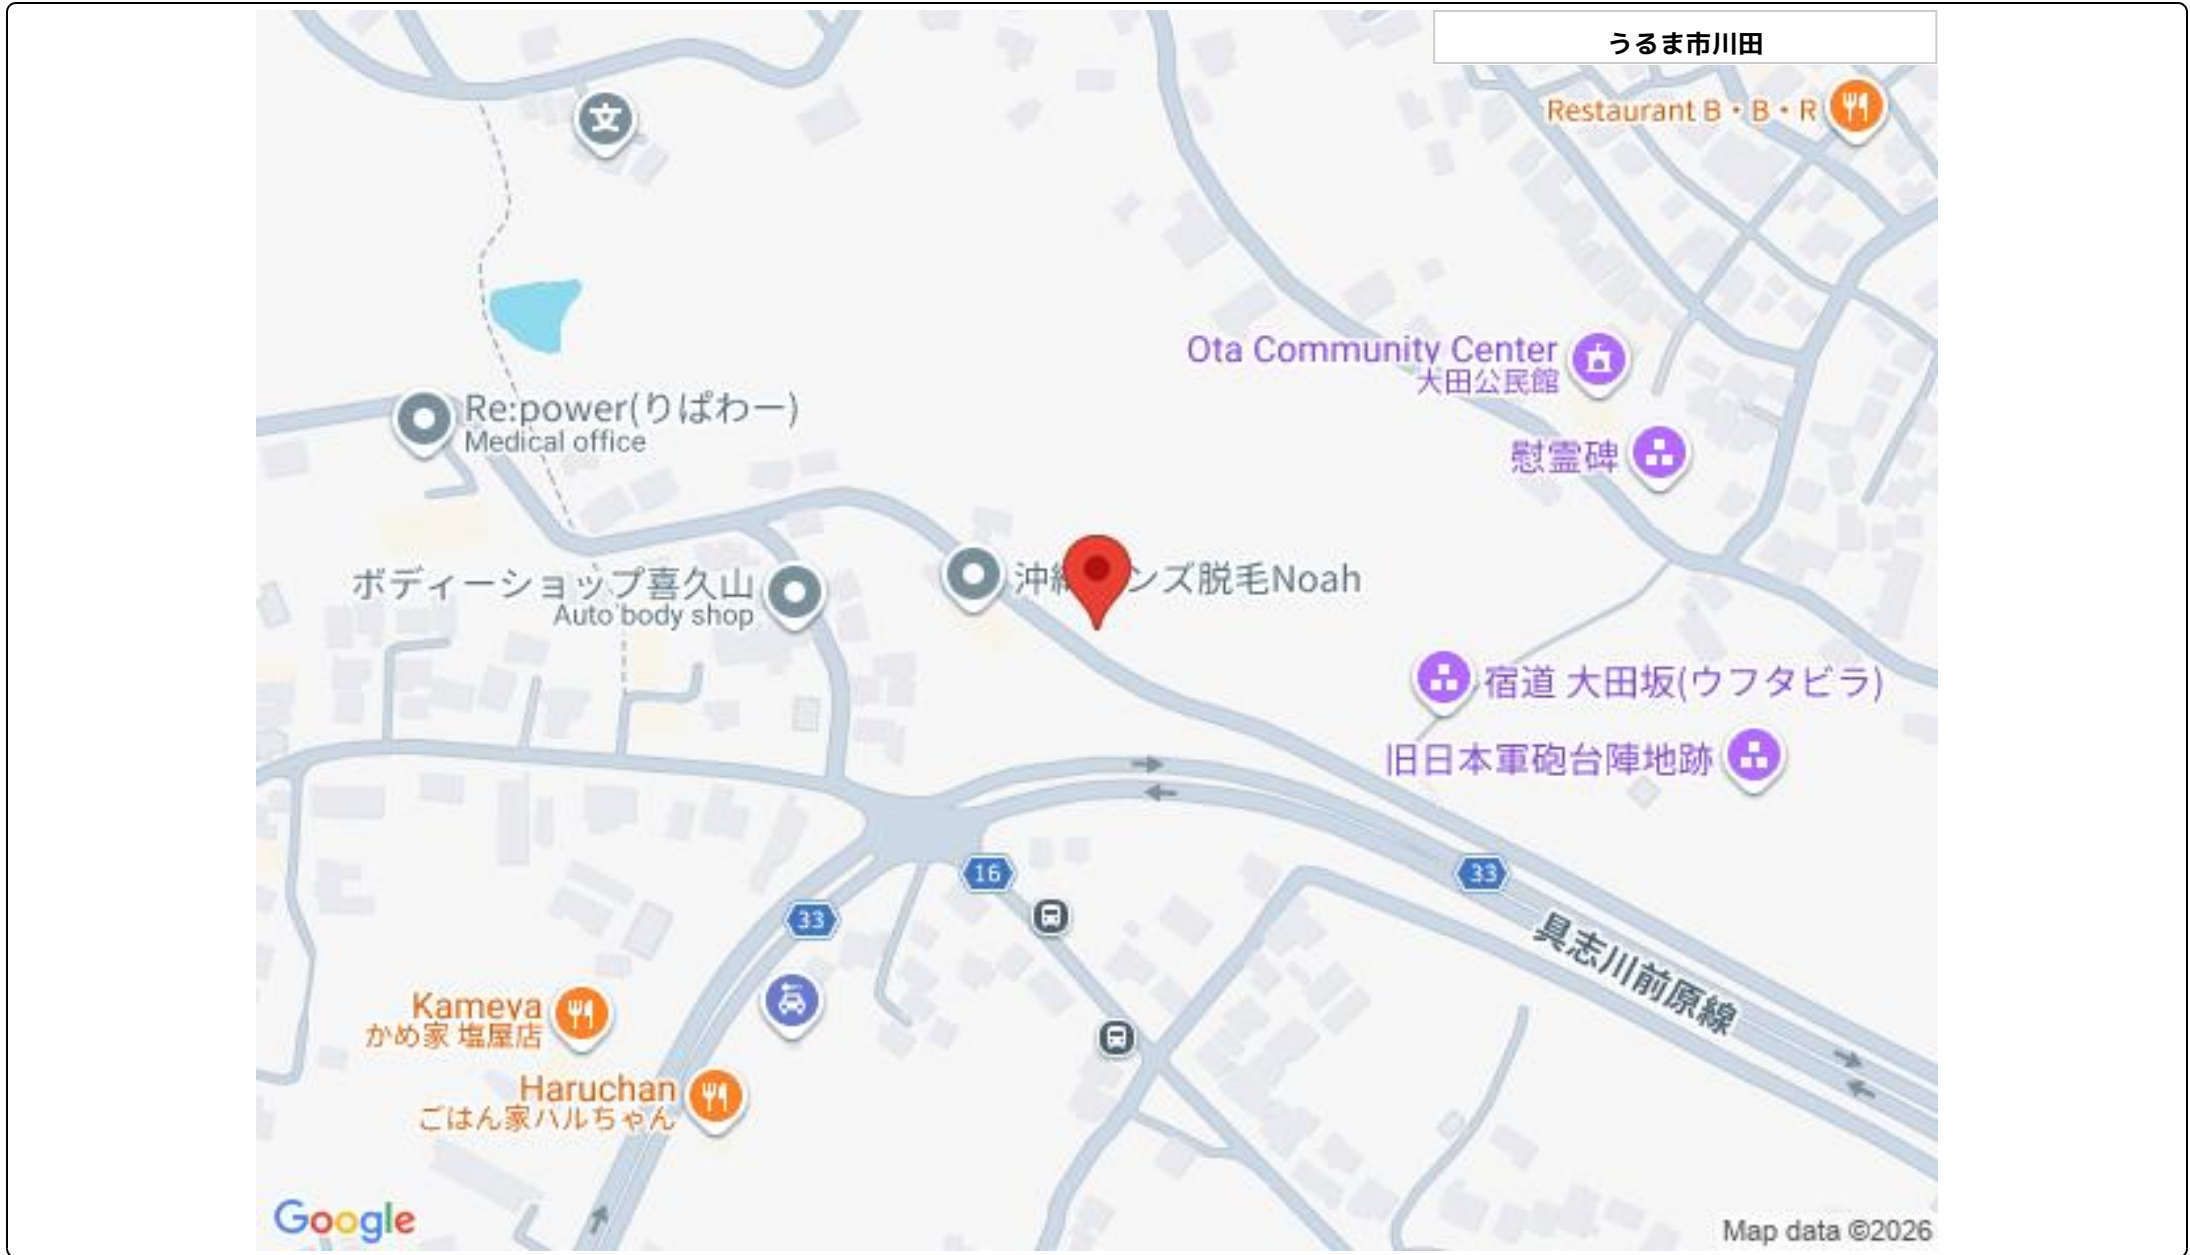 うるま市川田
Restaurant B・B・R
文
Ota Community Center
大田公民館
Re:power(りぱわー)
Medical office
慰霊碑
ボディーショップ喜久山
Auto body shop
沖縄 ンズ脱毛Noah
宿道 大田坂(ウフタビラ)
旧日本軍砲台陣地跡
16
33
33
具志川前原線
Kameya
かめ家 塩屋店
Haruchan
ごはん家ハルちゃん
Google
Map data ©2026